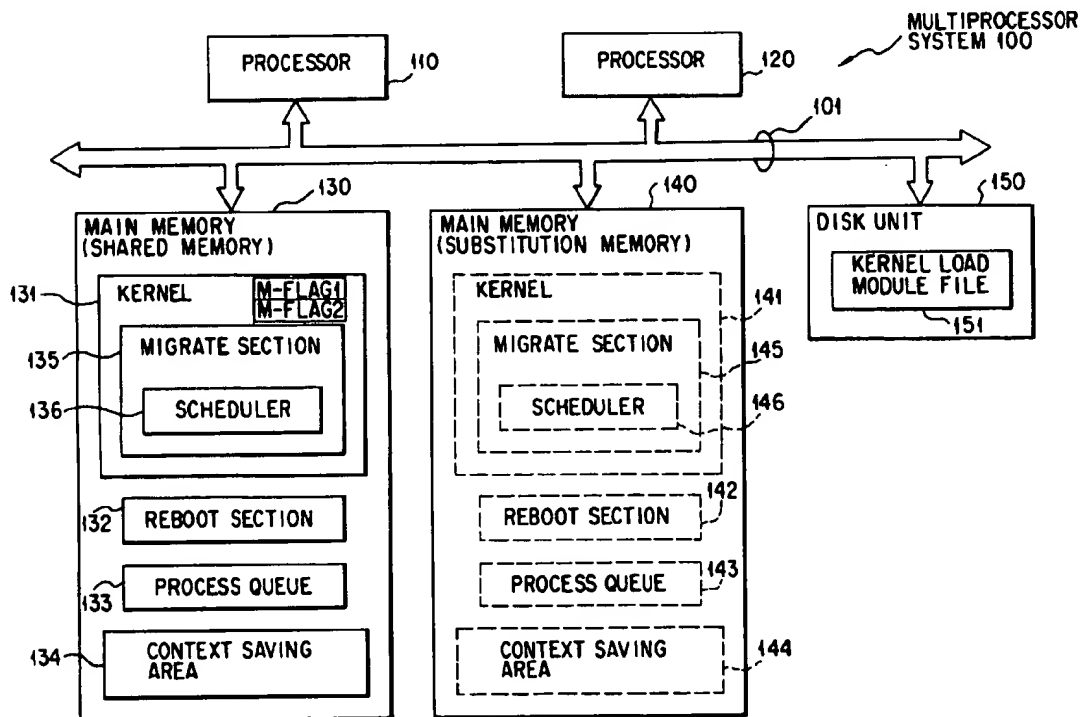 MULTIPROCESSOR
SYSTEM 100
PROCESSOR
110
PROCESSOR
120
101
130
140
150
MAIN MEMORY
(SHARED MEMORY)
131
KERNEL
M-FLAG1
M-FLAG2
135
MIGRATE SECTION
136
SCHEDULER
132
REBOOT SECTION
133
PROCESS QUEUE
134
CONTEXT SAVING
AREA
MAIN MEMORY
(SUBSTITUTION MEMORY)
KERNEL
141
MIGRATE SECTION
145
SCHEDULER
146
142
REBOOT SECTION
143
PROCESS QUEUE
CONTEXT SAVING
AREA
144
DISK UNIT
KERNEL LOAD
MODULE FILE
151